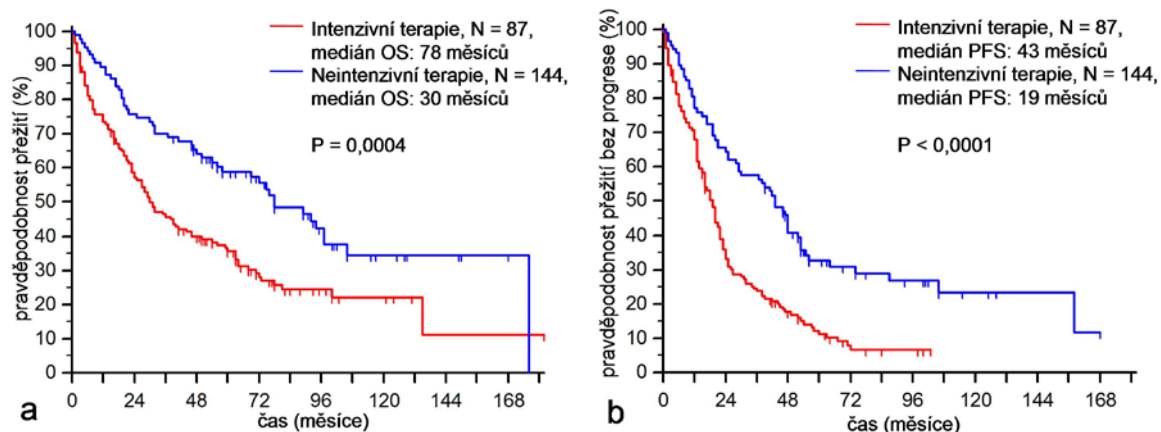 pravděpodobnost přežití (%)
100
90
80
70
60
50
40
30
20
10
0
0 24 48 72 96 120 144 168
čas (měsíce)
a
Intenzivní terapie, N = 87,
medián OS: 78 měsíců
Neintenzivní terapie, N = 144,
medián OS: 30 měsíců
P = 0,0004
pravděpodobnost přežití bez progrese (%)
100
90
80
70
60
50
40
30
20
10
0
0 24 48 72 96 120 144 168
čas (měsíce)
b
Intenzivní terapie, N = 87,
medián PFS: 43 měsíců
Neintenzivní terapie, N = 144,
medián PFS: 19 měsíců
P < 0,0001